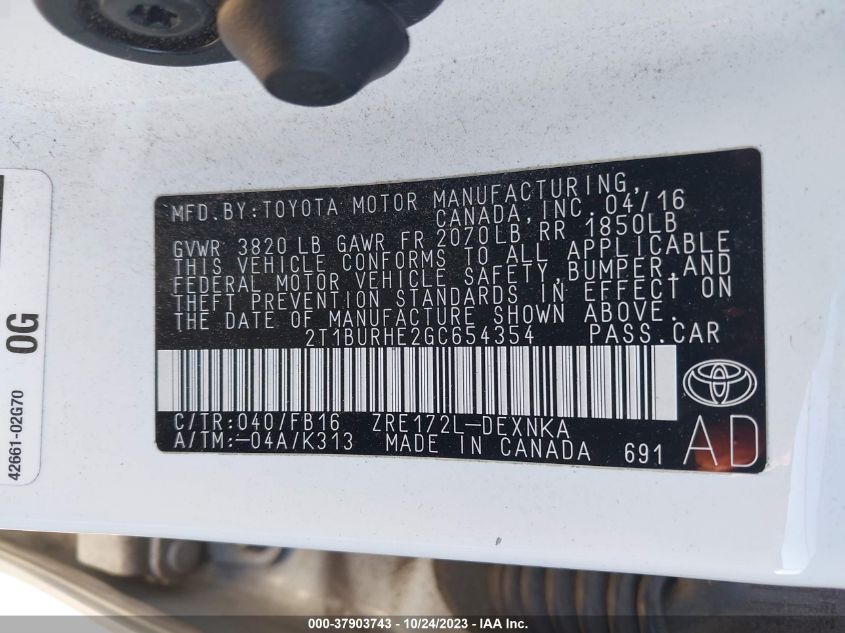 MFD.BY:TOYOTA MOTOR MANUFACTURING,
CANADA,INC. 04/16
GVWR 3820 LB GAWR FR 2070LB RR 1850LB
THIS VEHICLE CONFORMS TO ALL APPLICABLE
FEDERAL MOTOR VEHICLE SAFETY,BUMPER,AND
THEFT PREVENTION STANDARDS IN EFFECT ON
THE DATE OF MANUFACTURE SHOWN ABOVE.
2T1BURHE2GC654354 PASS.CAR
C/TR:040/FB16 ZRE172L-DEXNKA
A/TM:-04A/K313 MADE IN CANADA 691
AD
0G
42661-02G70
000-37903743 - 10/24/2023 - IAA Inc.